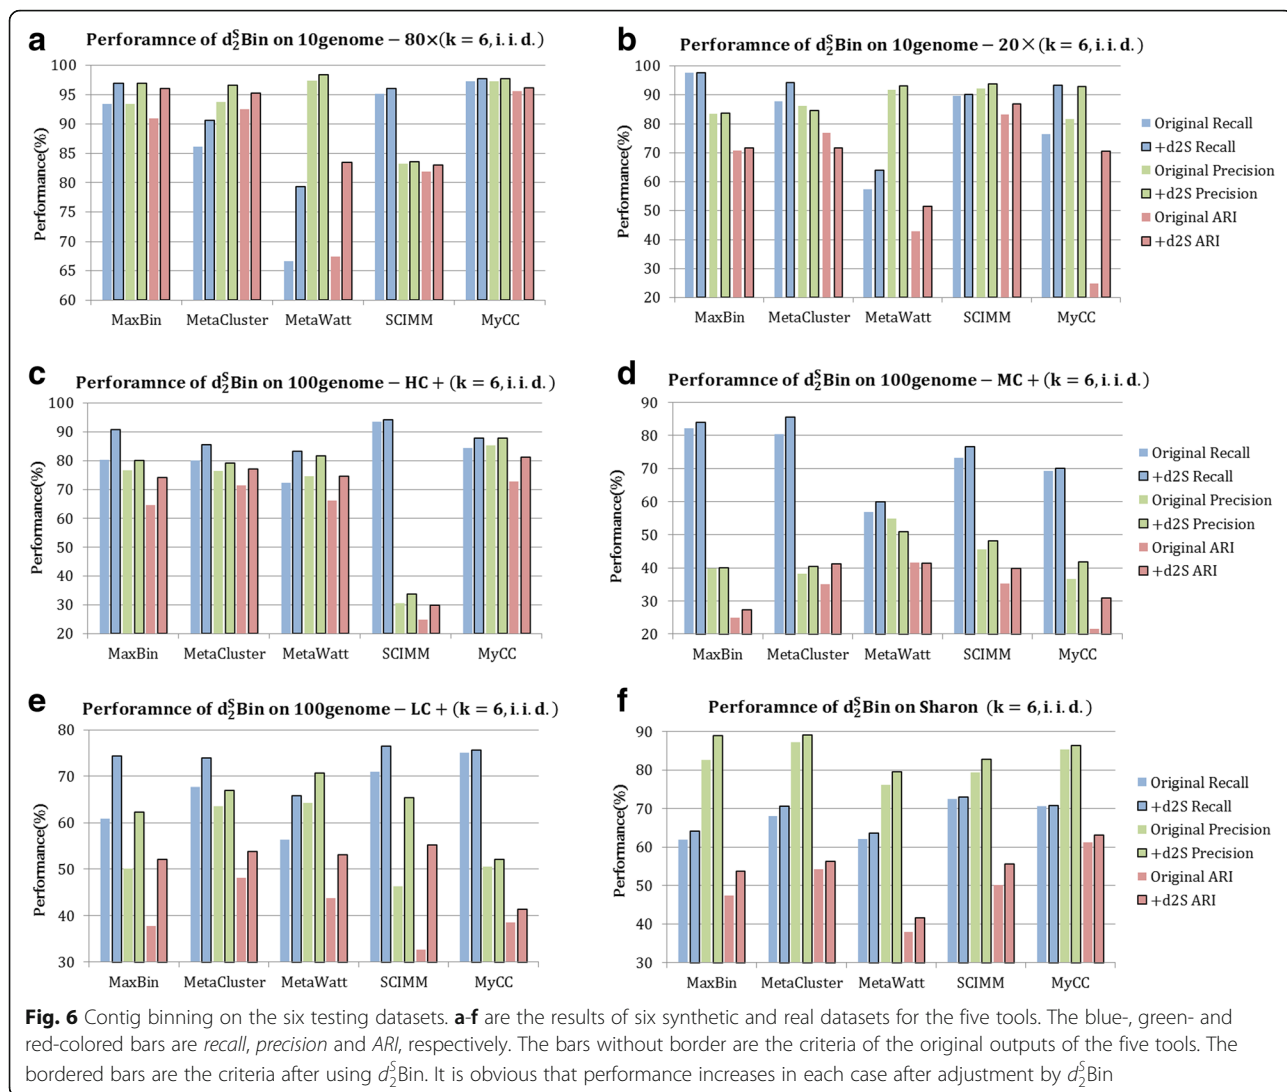 a
Perforamnce of d₂ˢBin on 10genome − 80×(k = 6, i. i. d.)
Performance(%)
100
95
90
85
80
75
70
65
60
MaxBin MetaCluster MetaWatt SCIMM MyCC
b
Perforamnce of d₂ˢBin on 10genome − 20×(k = 6, i. i. d.)
Performance(%)
100
90
80
70
60
50
40
30
20
MaxBin MetaCluster MetaWatt SCIMM MyCC
Original Recall
+d2S Recall
Original Precision
+d2S Precision
Original ARI
+d2S ARI
c
Perforamnce of d₂ˢBin on 100genome − HC + (k = 6, i. i. d.)
Performance(%)
100
90
80
70
60
50
40
30
20
MaxBin MetaCluster MetaWatt SCIMM MyCC
d
Perforamnce of d₂ˢBin on 100genome − MC + (k = 6, i. i. d.)
Performance(%)
90
80
70
60
50
40
30
20
MaxBin MetaCluster MetaWatt SCIMM MyCC
Original Recall
+d2S Recall
Original Precision
+d2S Precision
Original ARI
+d2S ARI
e
Perforamnce of d₂ˢBin on 100genome − LC + (k = 6, i. i. d.)
Performance(%)
80
70
60
50
40
30
MaxBin MetaCluster MetaWatt SCIMM MyCC
f
Perforamnce of d₂ˢBin on Sharon (k = 6, i. i. d.)
Performance(%)
90
80
70
60
50
40
30
MaxBin MetaCluster MetaWatt SCIMM MyCC
Original Recall
+d2S Recall
Original Precision
+d2S Precision
Original ARI
+d2S ARI
Fig. 6 Contig binning on the six testing datasets. a-f are the results of six synthetic and real datasets for the five tools. The blue-, green- and
red-colored bars are recall, precision and ARI, respectively. The bars without border are the criteria of the original outputs of the five tools. The
bordered bars are the criteria after using d₂ˢBin. It is obvious that performance increases in each case after adjustment by d₂ˢBin